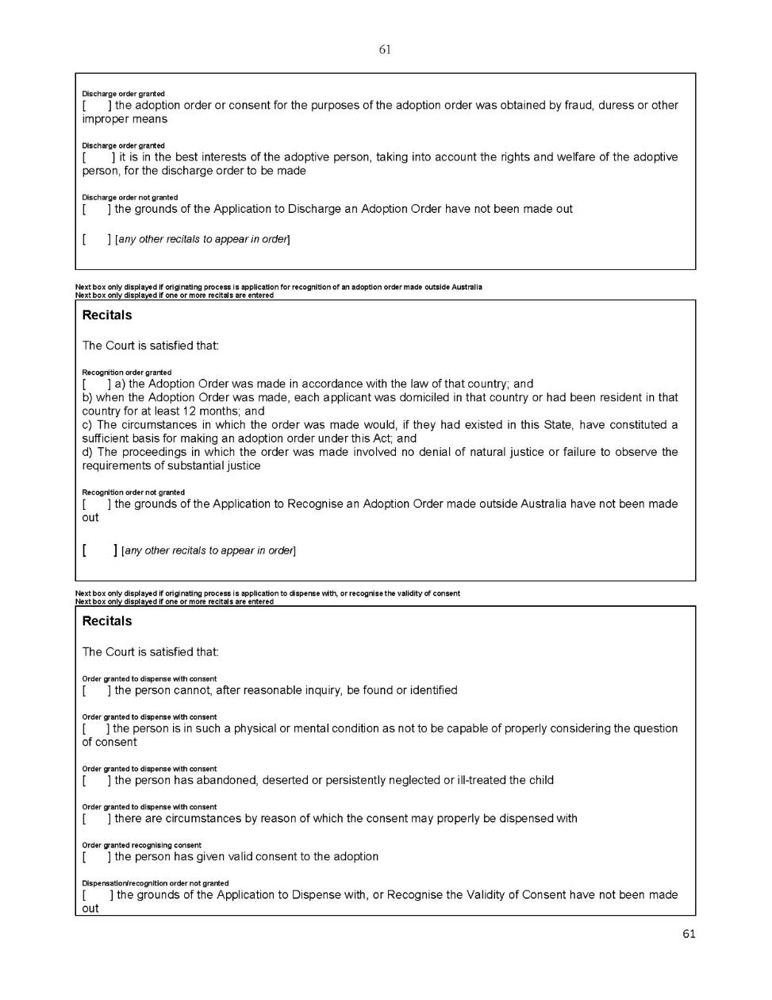 61
Discharge order granted
[ ] the adoption order or consent for the purposes of the adoption order was obtained by fraud, duress or other
improper means
Discharge order granted
[ ] it is in the best interests of the adoptive person, taking into account the rights and welfare of the adoptive
person, for the discharge order to be made
Discharge order not granted
[ ] the grounds of the Application to Discharge an Adoption Order have not been made out
[ ] [any other recitals to appear in order]
Next box only displayed if originating process is application for recognition of an adoption order made outside Australia
Next box only displayed if one or more recitals are entered
Recitals
The Court is satisfied that:
Recognition order granted
[ ] a) the Adoption Order was made in accordance with the law of that country; and
b) when the Adoption Order was made, each applicant was domiciled in that country or had been resident in that
country for at least 12 months; and
c) The circumstances in which the order was made would, if they had existed in this State, have constituted a
sufficient basis for making an adoption order under this Act; and
d) The proceedings in which the order was made involved no denial of natural justice or failure to observe the
requirements of substantial justice
Recognition order not granted
[ ] the grounds of the Application to Recognise an Adoption Order made outside Australia have not been made
out
[ ] [any other recitals to appear in order]
Next box only displayed if originating process is application to dispense with, or recognise the validity of consent
Next box only displayed if one or more recitals are entered
Recitals
The Court is satisfied that:
Order granted to dispense with consent
[ ] the person cannot, after reasonable inquiry, be found or identified
Order granted to dispense with consent
[ ] the person is in such a physical or mental condition as not to be capable of properly considering the question
of consent
Order granted to dispense with consent
[ ] the person has abandoned, deserted or persistently neglected or ill-treated the child
Order granted to dispense with consent
[ ] there are circumstances by reason of which the consent may properly be dispensed with
Order granted recognising consent
[ ] the person has given valid consent to the adoption
Dispensation/recognition order not granted
[ ] the grounds of the Application to Dispense with, or Recognise the Validity of Consent have not been made
out
61